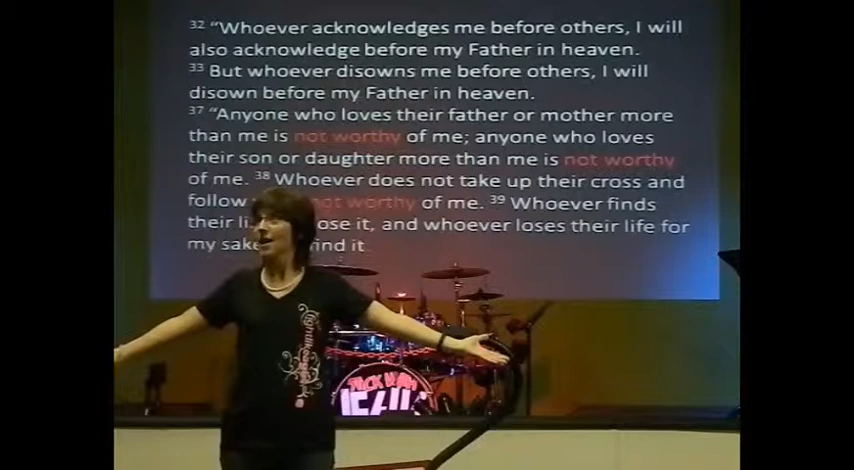 32 “Whoever acknowledges me before others, I will
also acknowledge before my Father in heaven.
33 But whoever disowns me before others, I will
disown before my Father in heaven.
37 “Anyone who loves their father or mother more
than me is not worthy of me; anyone who loves
their son or daughter more than me is not worthy
of me. 38 Whoever does not take up their cross and
follow not worthy of me. 39 Whoever finds
their it, and whoever loses their life for
my find it.